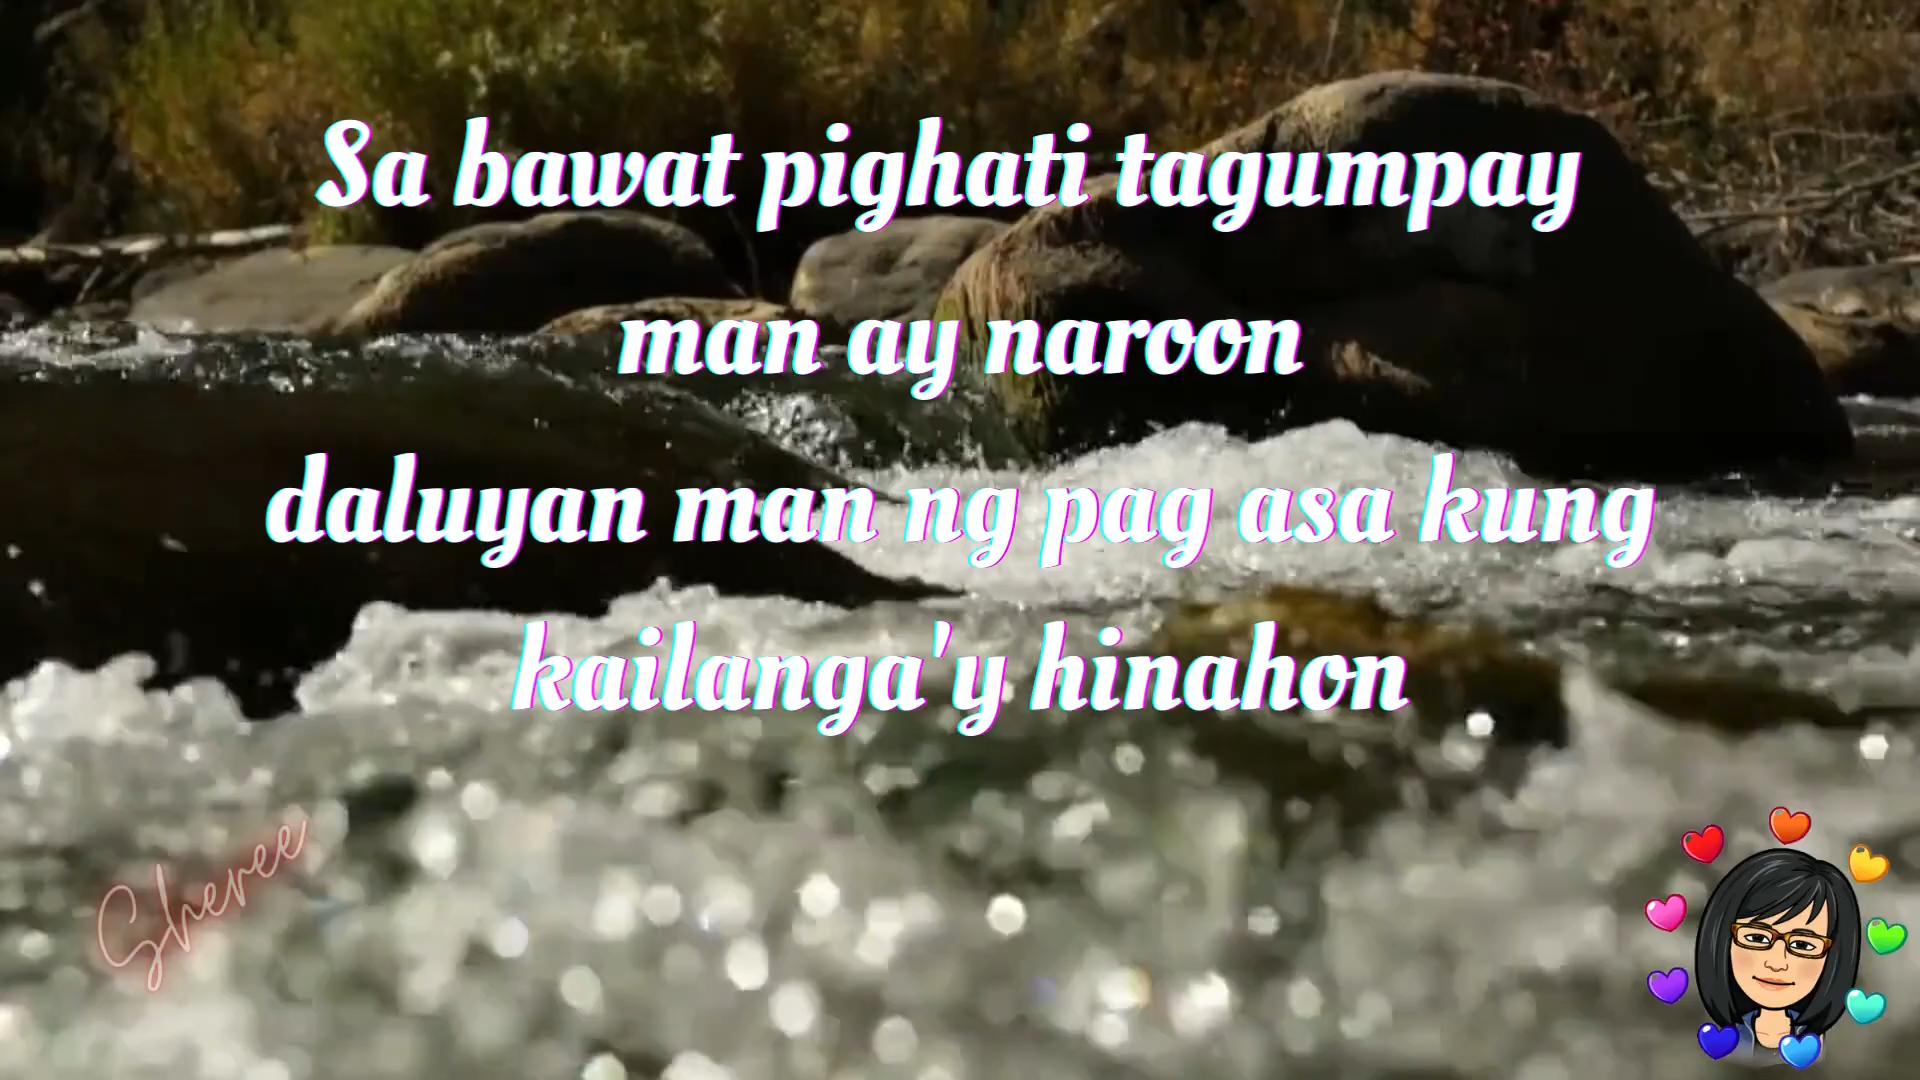 Sa bawat pighati tagumpay
man ay naroon
daluyan man ng pag asa kung
kailanga'y hinahon
Sheree